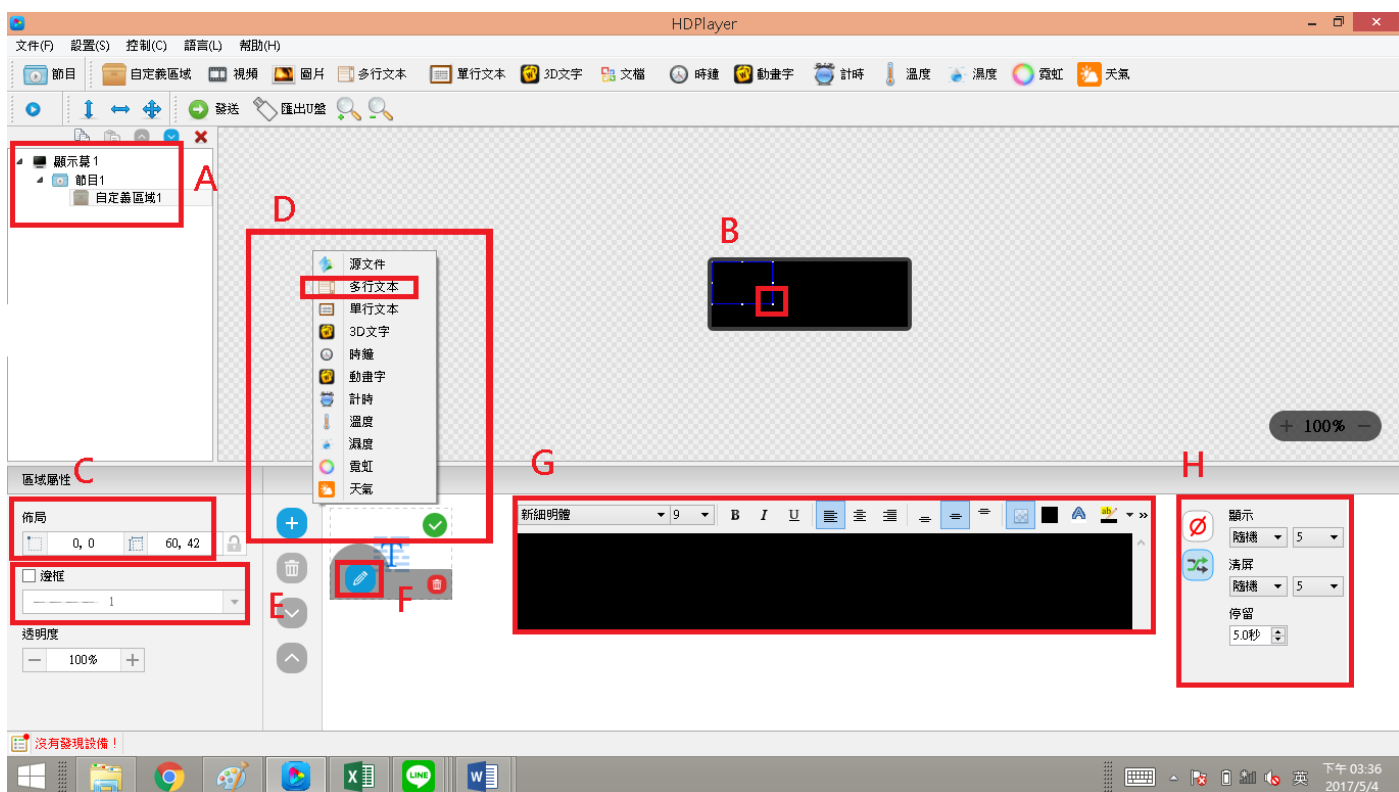 HDPlayer
文件(F) 設置(S) 控制(C) 語言(L) 幫助(H)
節目 自定義區域 視頻 圖片 多行文本 單行文本 3D文字 文檔 時鐘 動畫字 計時 溫度 濕度 霓虹 天氣
發送 匯出U盤
顯示幕1
節目1
自定義區域1
A
D
B
源文件
多行文本
單行文本
3D文字
時鐘
動畫字
計時
溫度
濕度
霓虹
天氣
+ 100% −
區域屬性 C
G
H
佈局
0, 0 60, 42
邊框
1
E
透明度
− 100% +
T
F
新細明體 9 B I U A ab »
顯示
隨機 5
清屏
隨機 5
停留
5.0秒
沒有發現設備！
LINE
英
下午 03:36
2017/5/4